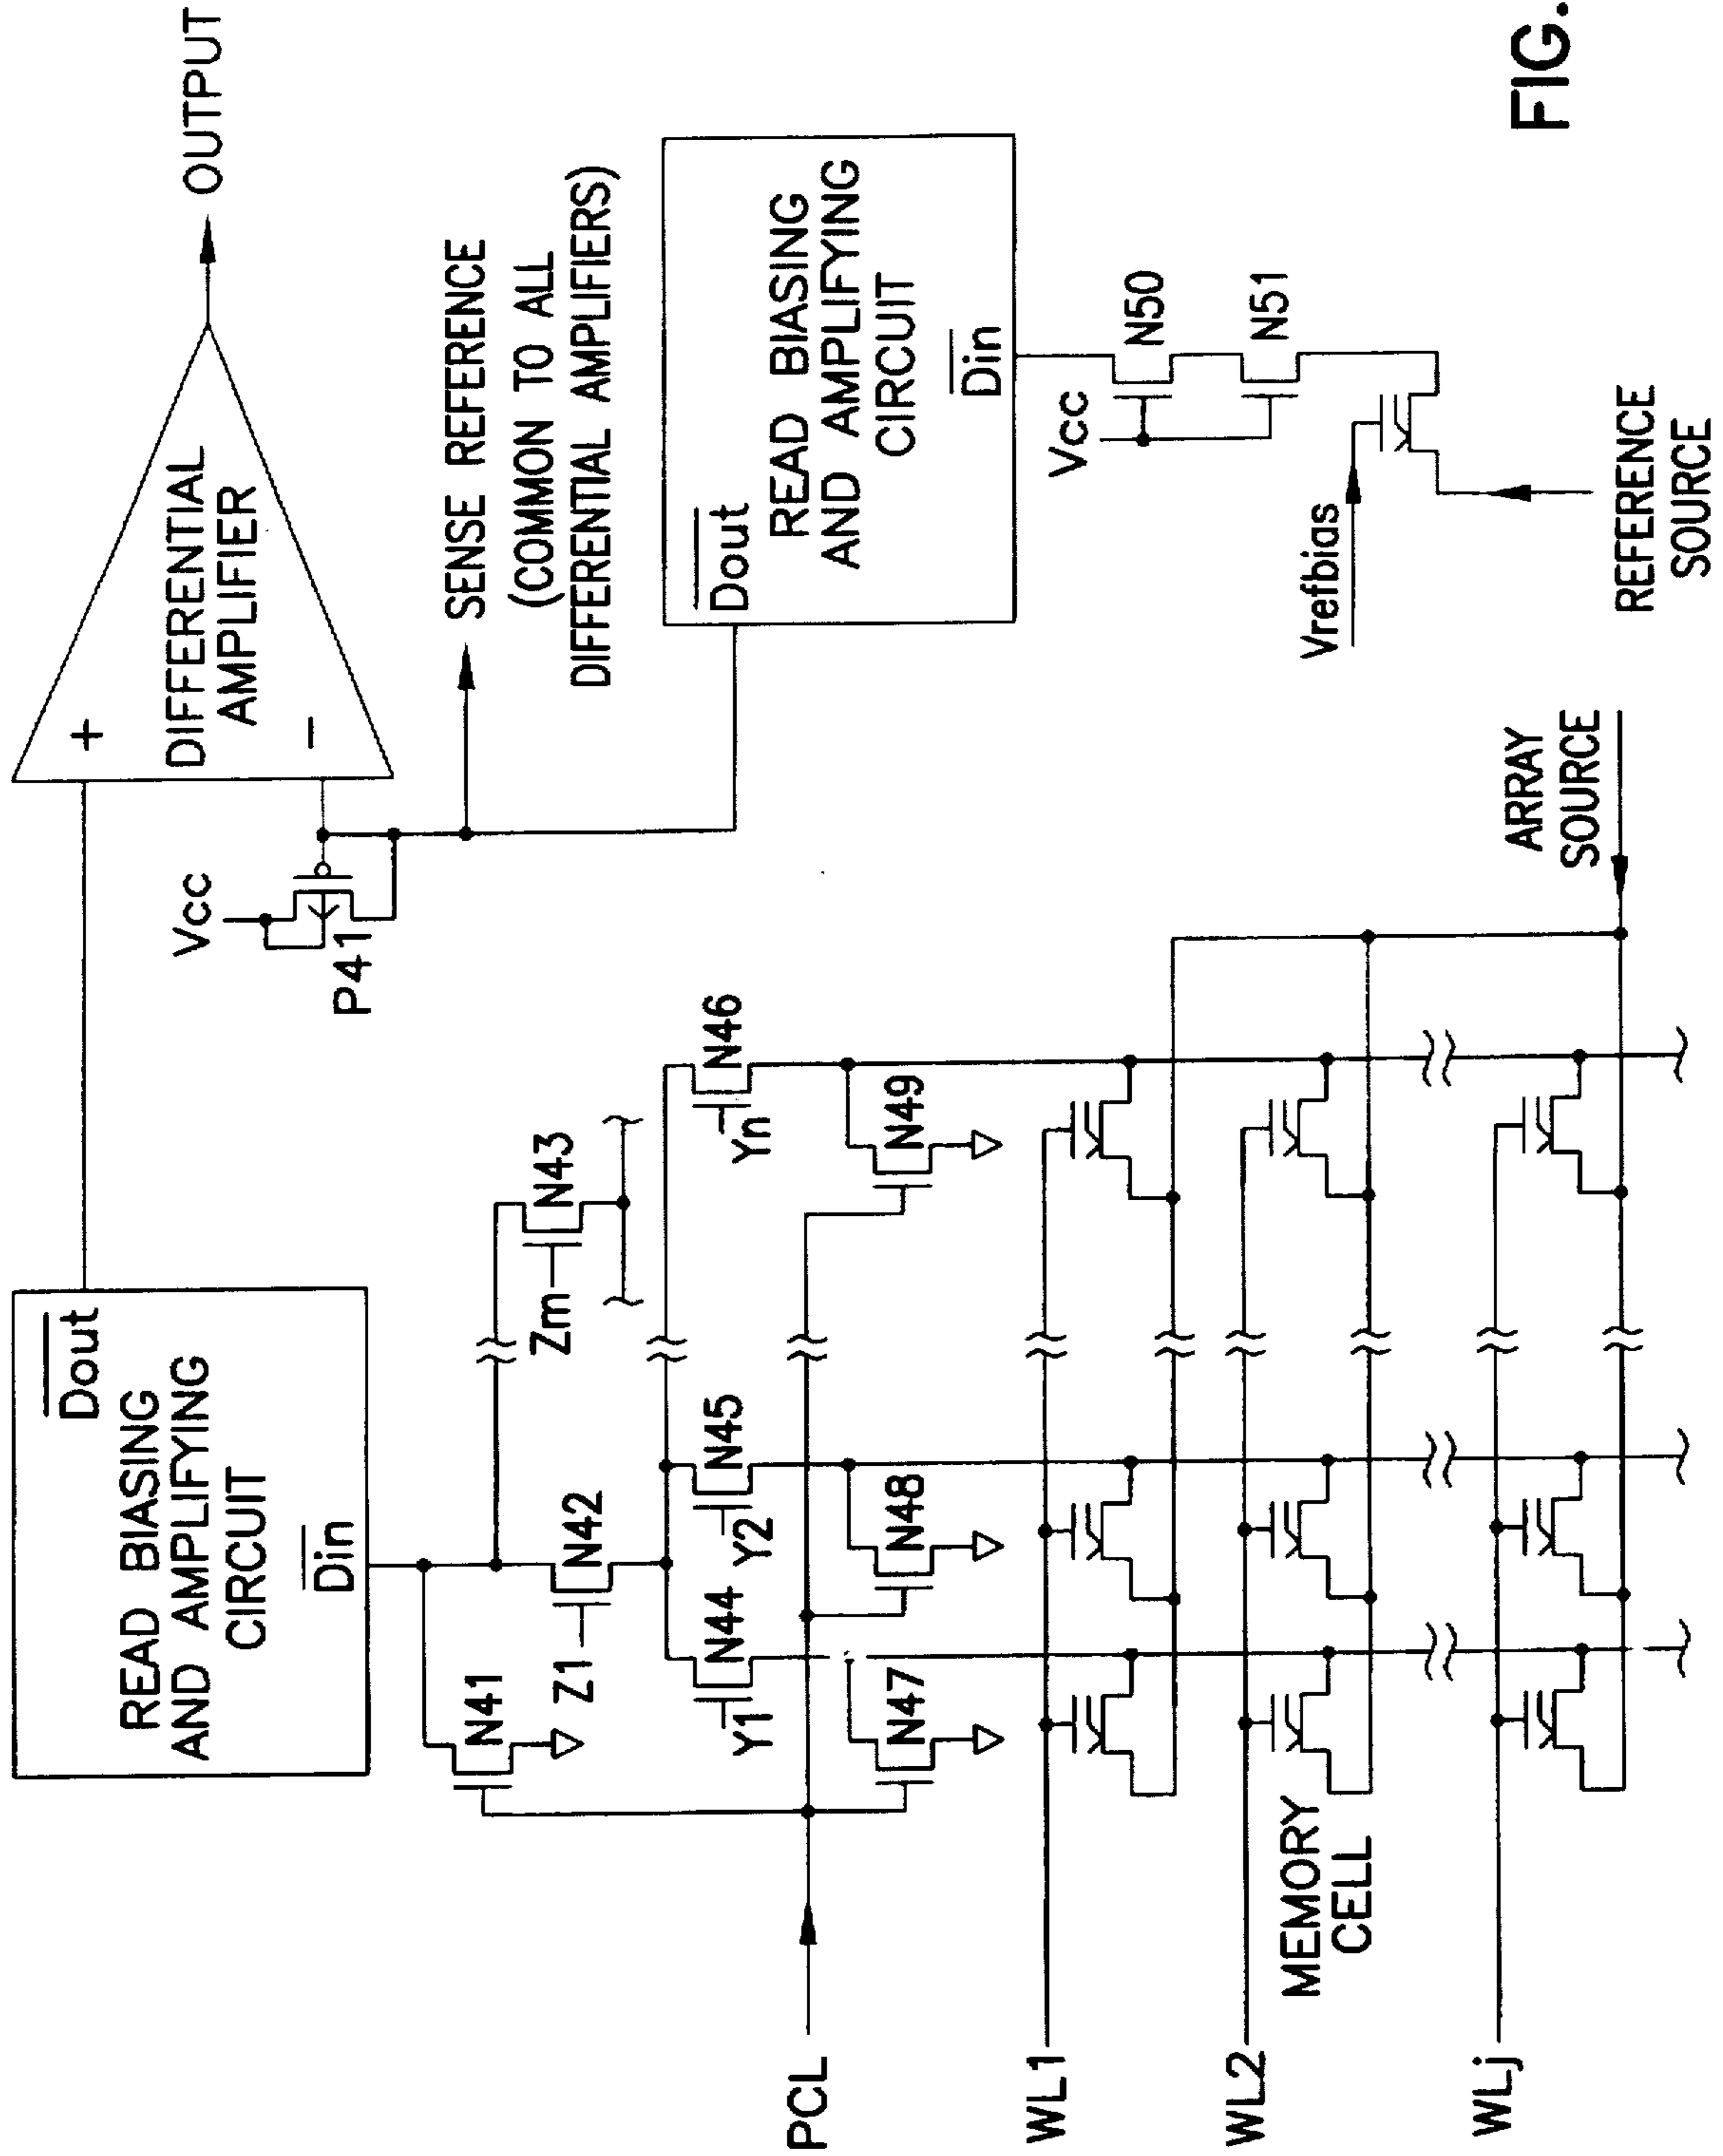 READ BIASING
AND AMPLIFYING
CIRCUIT
Dout
Din
DIFFERENTIAL
AMPLIFIER
+
−
OUTPUT
Vcc
P41
SENSE REFERENCE
(COMMON TO ALL
DIFFERENTIAL AMPLIFIERS)
N41
Z1
N42
Zm
N43
Y1
N44
Y2
N45
Yn
N46
PCL
N47
N48
N49
READ BIASING
AND AMPLIFYING
CIRCUIT
Dout
Din
Vcc
N50
N51
Vrefbias
REFERENCE
SOURCE
WL1
WL2
MEMORY
CELL
WLj
ARRAY
SOURCE
FIG.